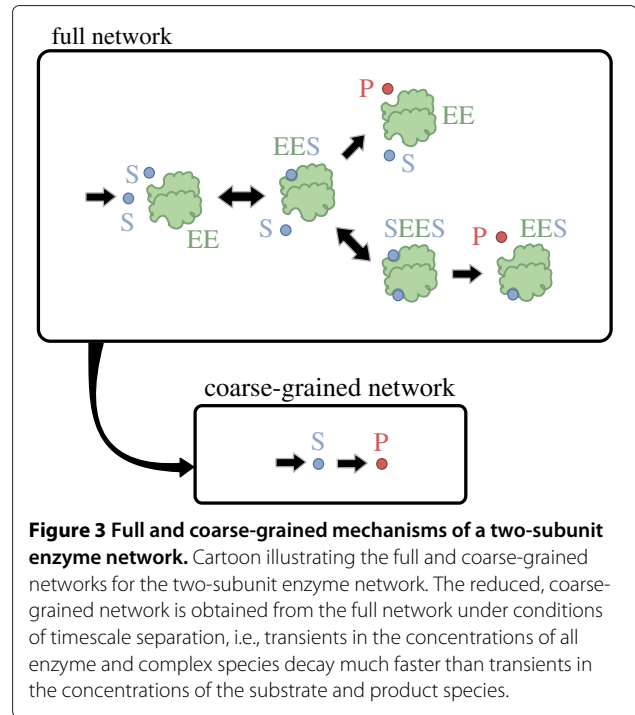 full network
P
EE
S
EES
S
S
S
EE
SEES
P
EES
coarse-grained network
S
P
Figure 3 Full and coarse-grained mechanisms of a two-subunit
enzyme network. Cartoon illustrating the full and coarse-grained
networks for the two-subunit enzyme network. The reduced, coarse-
grained network is obtained from the full network under conditions
of timescale separation, i.e., transients in the concentrations of all
enzyme and complex species decay much faster than transients in
the concentrations of the substrate and product species.